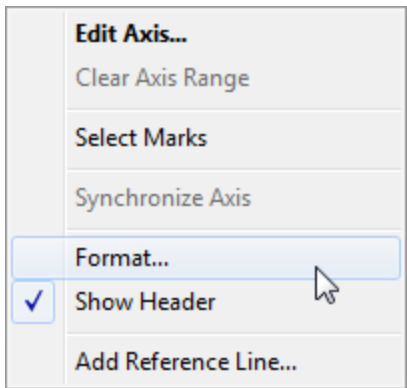 Edit Axis...
Clear Axis Range
Select Marks
Synchronize Axis
Format...
Show Header
Add Reference Line...